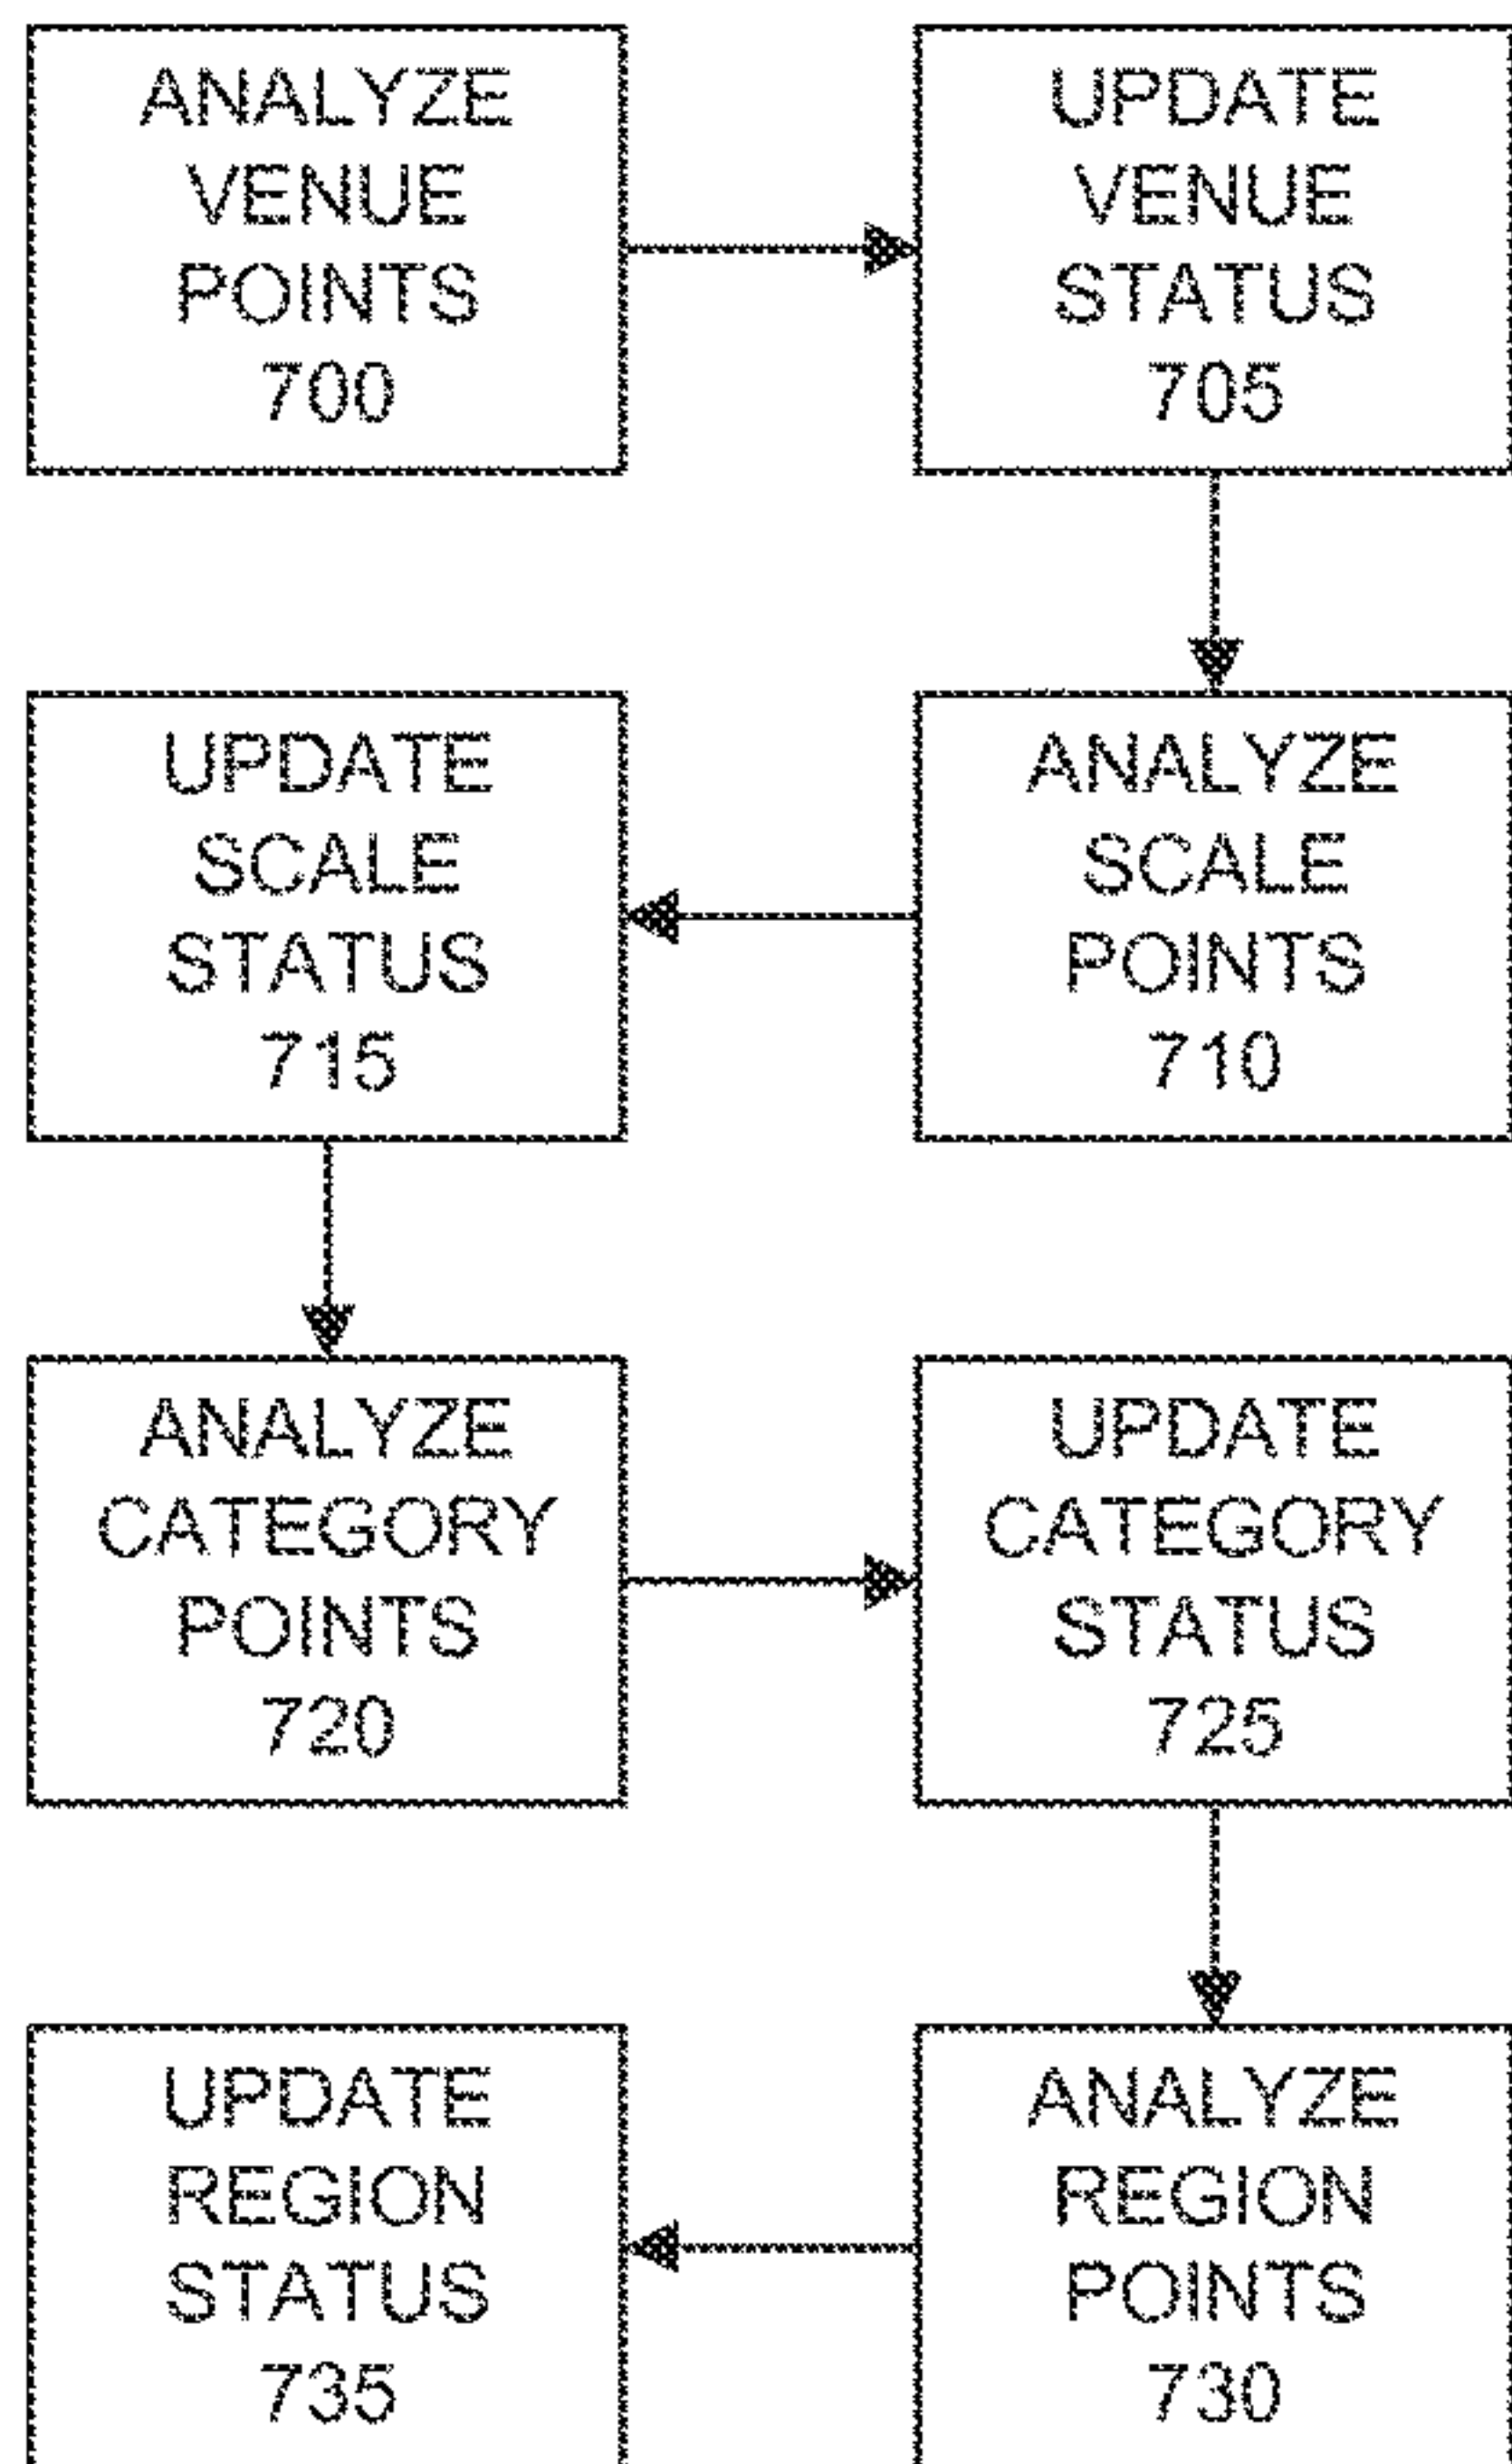 ANALYZE
VENUE
POINTS
700
UPDATE
VENUE
STATUS
705
UPDATE
SCALE
STATUS
715
ANALYZE
SCALE
POINTS
710
ANALYZE
CATEGORY
POINTS
720
UPDATE
CATEGORY
STATUS
725
UPDATE
REGION
STATUS
735
ANALYZE
REGION
POINTS
730